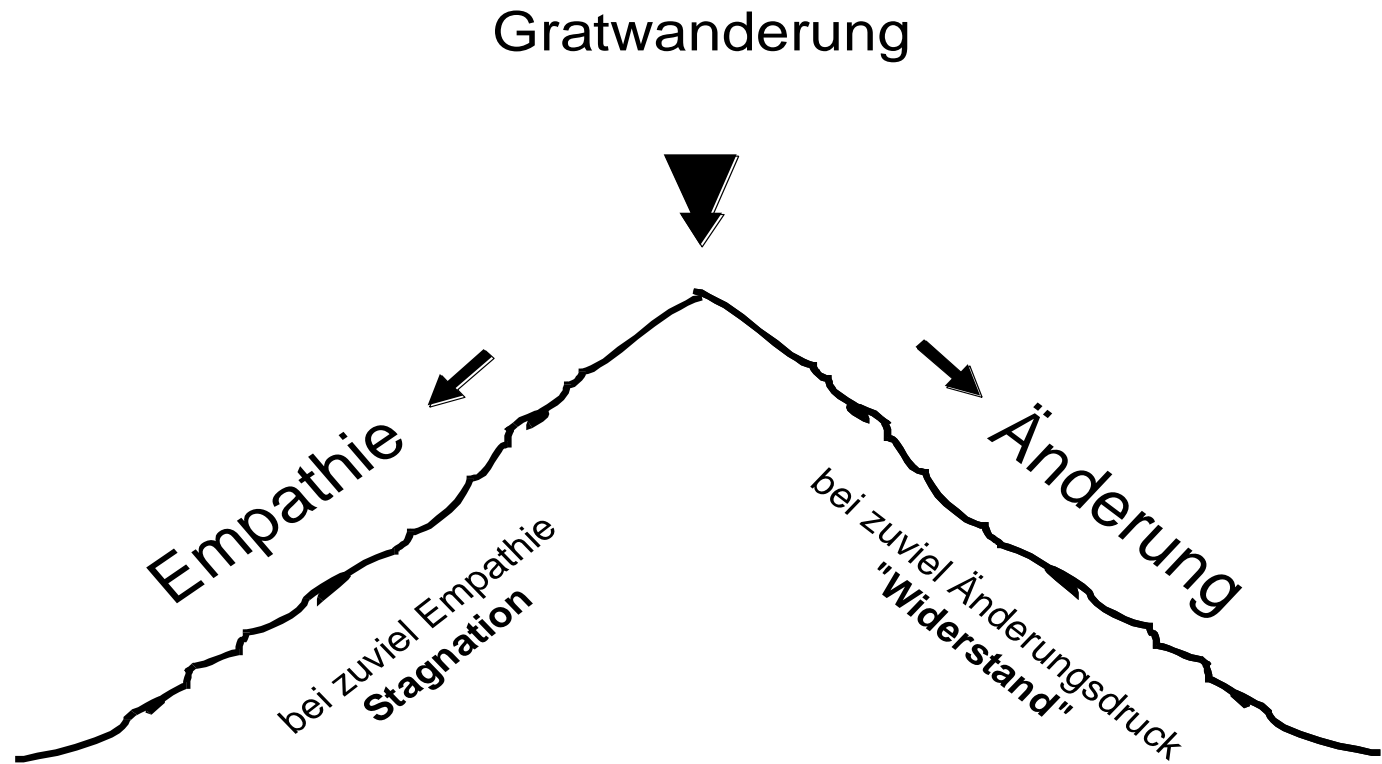 Gratwanderung
Empathie
Änderung
bei zuviel Empathie
Stagnation
bei zuviel Änderungsdruck
"Widerstand"